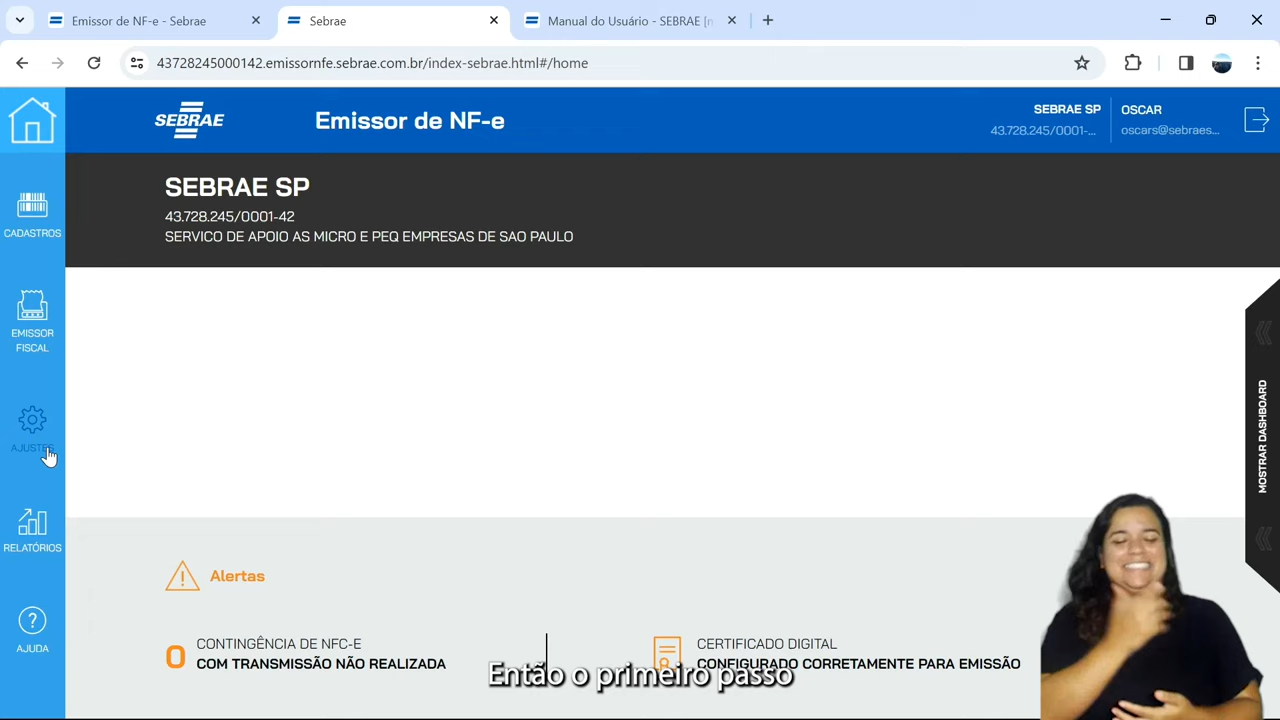 Emissor de NF-e - Sebrae
Sebrae
Manual do Usuário - SEBRAE [n
43728245000142.emissornfe.sebrae.com.br/index-sebrae.html#/home
SEBRAE
Emissor de NF-e
SEBRAE SP
43.728.245/0001-...
OSCAR
oscars@sebraes...
CADASTROS
EMISSOR
FISCAL
AJUSTES
RELATÓRIOS
AJUDA
SEBRAE SP
43.728.245/0001-42
SERVICO DE APOIO AS MICRO E PEQ EMPRESAS DE SAO PAULO
MOSTRAR DASHBOARD
Alertas
0
CONTINGÊNCIA DE NFC-E
COM TRANSMISSÃO NÃO REALIZADA
CERTIFICADO DIGITAL
CONFIGURADO CORRETAMENTE PARA EMISSÃO
Então o primeiro passo